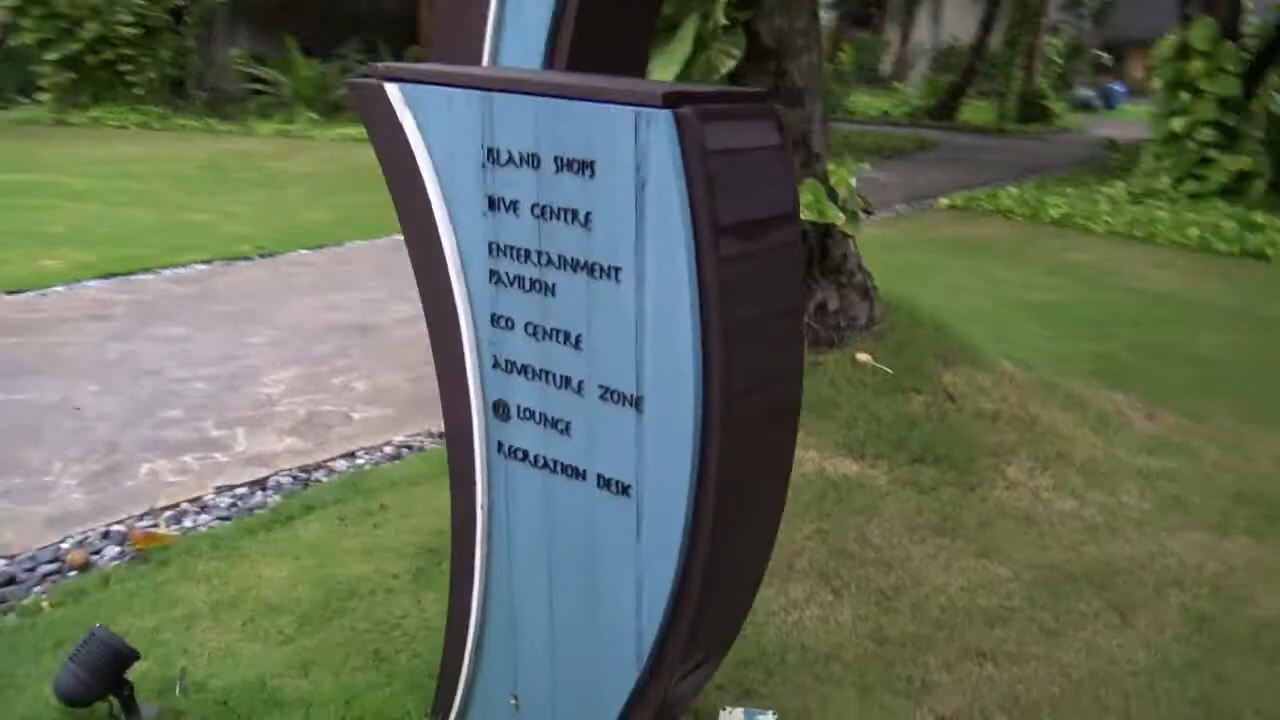 ISLAND SHOPS
DIVE CENTRE
ENTERTAINMENT
PAVILION
ECO CENTRE
ADVENTURE ZONE
@ LOUNGE
RECREATION DESK